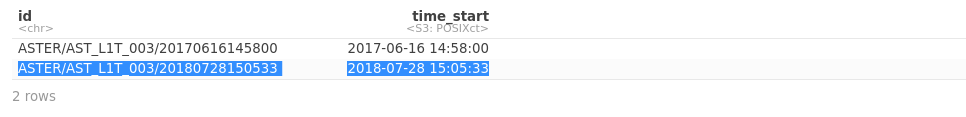 id time_start
<chr> <S3: POSIXct>
ASTER/AST_L1T_003/20170616145800 2017-06-16 14:58:00
ASTER/AST_L1T_003/20180728150533 2018-07-28 15:05:33
2 rows